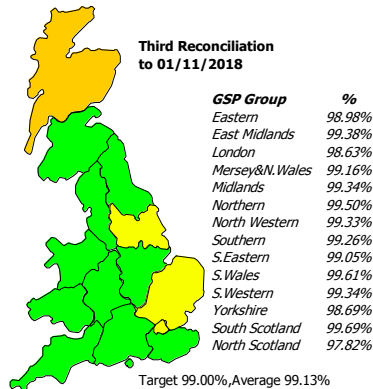 Third Reconciliation
to 01/11/2018
GSP Group %
Eastern 98.98%
East Midlands 99.38%
London 98.63%
Mersey&N.Wales 99.16%
Midlands 99.34%
Northern 99.50%
North Western 99.33%
Southern 99.26%
S.Eastern 99.05%
S.Wales 99.61%
S.Western 99.34%
Yorkshire 98.69%
South Scotland 99.69%
North Scotland 97.82%
Target 99.00%,Average 99.13%